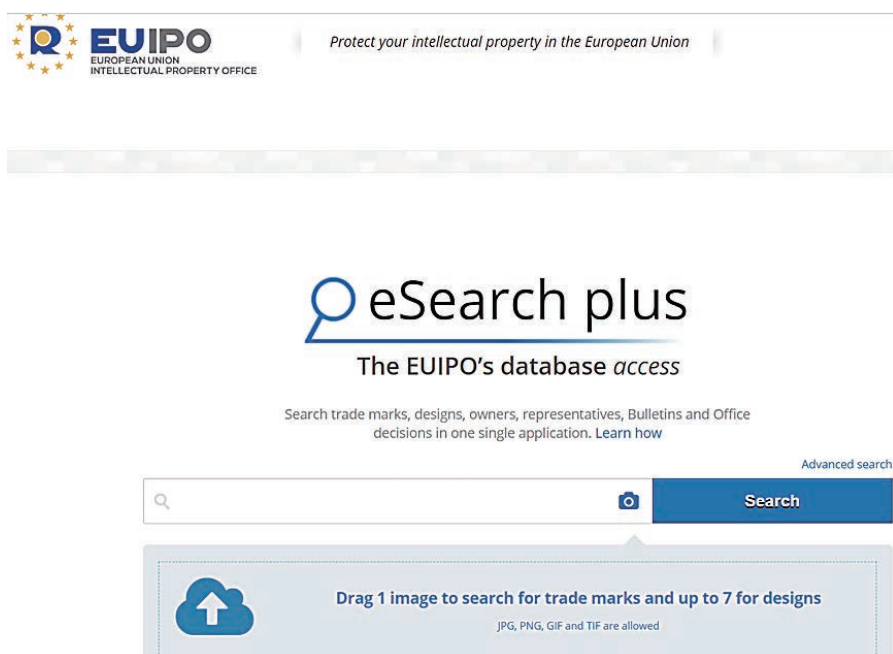 EUIPO
EUROPEAN UNION
INTELLECTUAL PROPERTY OFFICE
Protect your intellectual property in the European Union
eSearch plus
The EUIPO's database access
Search trade marks, designs, owners, representatives, Bulletins and Office
decisions in one single application. Learn how
Advanced search
Search
Drag 1 image to search for trade marks and up to 7 for designs
JPG, PNG, GIF and TIF are allowed